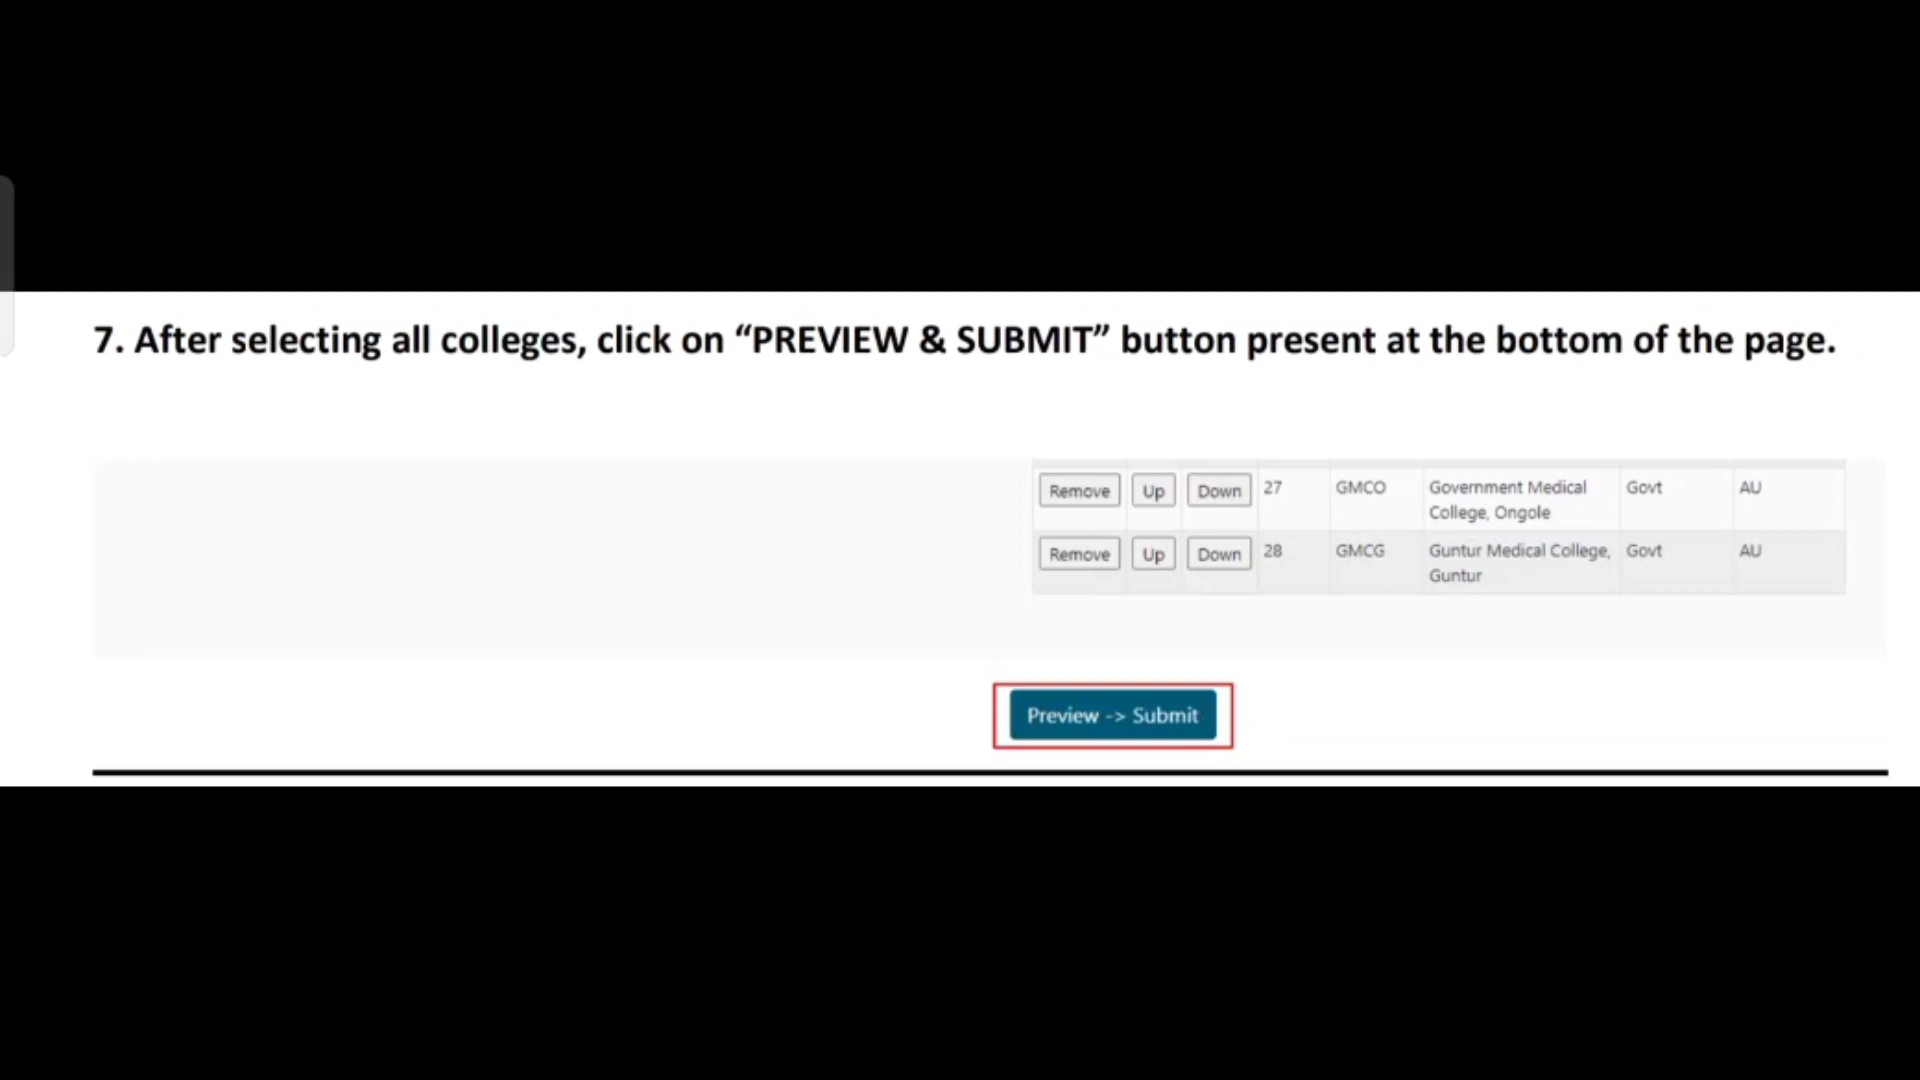 7. After selecting all colleges, click on “PREVIEW & SUBMIT” button present at the bottom of the page.
Remove Up Down 27 GMCO Government Medical Govt AU
College, Ongole
Remove Up Down 28 GMCG Guntur Medical College, Govt AU
Guntur
Preview -> Submit